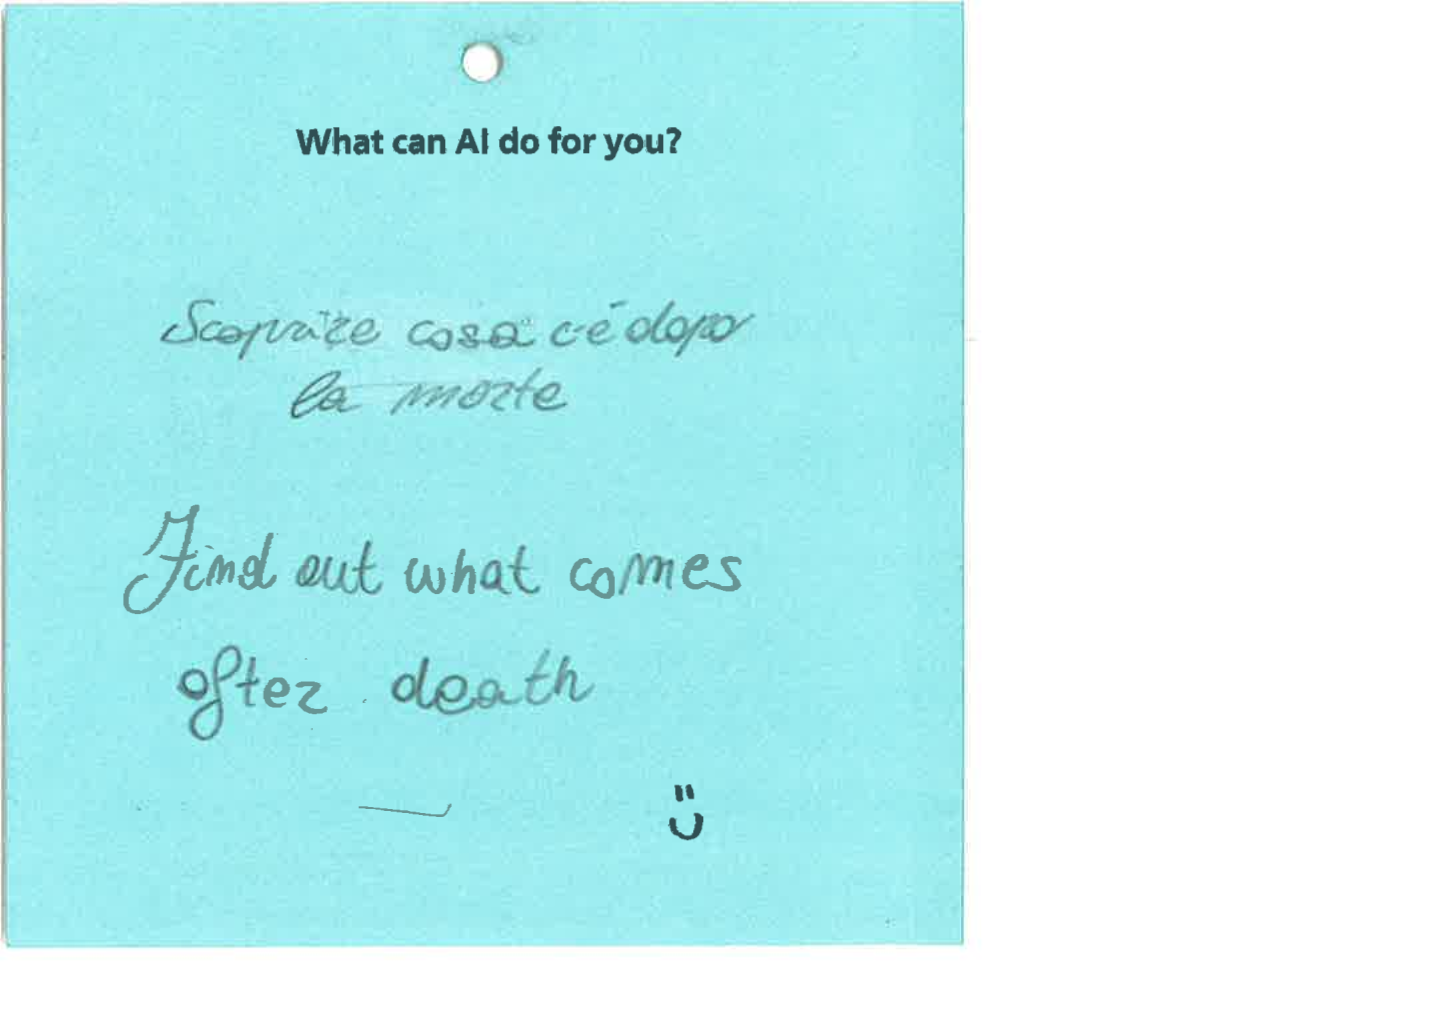 What can AI do for you?
Scoprire cosa c'è dopo
la morte
Find out what comes
after death